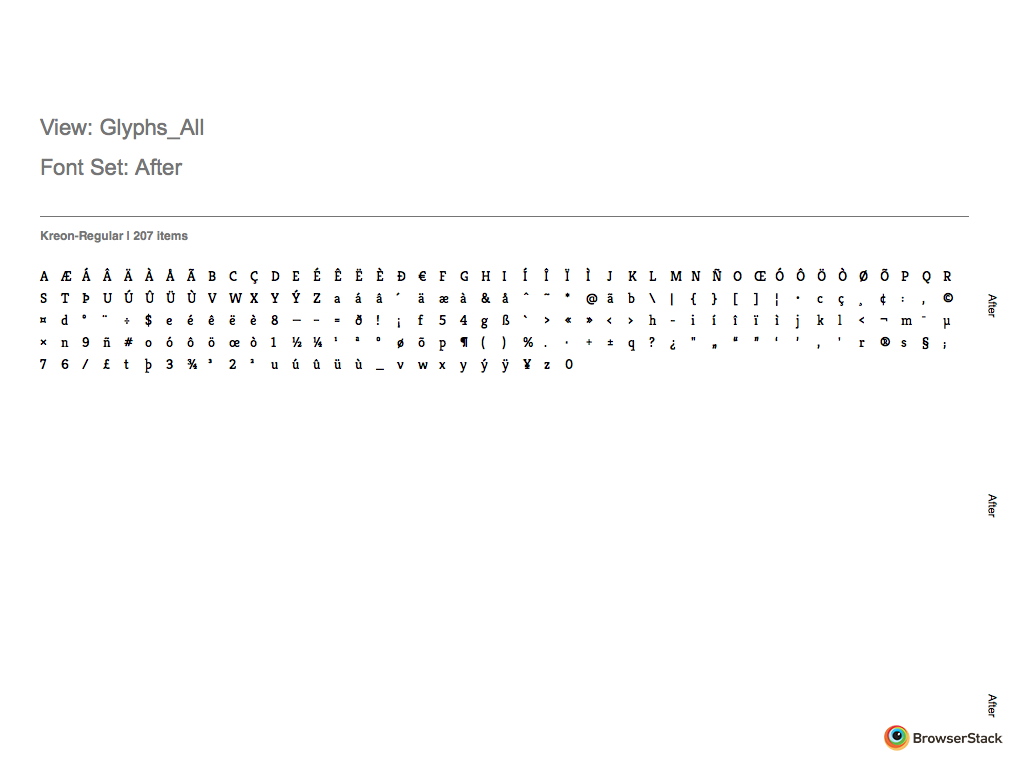 View: Glyphs_All
Font Set: After
Kreon-Regular | 207 items
A Æ Á Â Ä À Å Ã B C Ç D E É Ê Ë È Ð € F G H I Í Î Ï Ì J K L M N Ñ O Œ Ó Ô Ö Ò Ø Õ P Q R
S T Þ U Ú Û Ü Ù V W X Y Ý Z a á â ´ ä æ à & å ^ ~ * @ ã b \ | { } [ ] ¦ • c ç ¸ ¢ : , ©
¤ d ° ¨ ÷ $ e é ê ë è 8 — – = ð ! ¡ f 5 4 g ß ` > « » ‹ › h - i í î ï ì j k l < ¬ m ¯ µ
× n 9 ñ # o ó ô ö œ ò 1 ½ ¼ ¹ ª º ø õ p ¶ ( ) % . · + ± q ? ¿ " „ “ ” ‘ ’ ‚ ' r ® s § ;
7 6 / £ t þ 3 ¾ ³ 2 ² u ú û ü ù _ v w x y ý ÿ ¥ z 0
After
After
After
BrowserStack